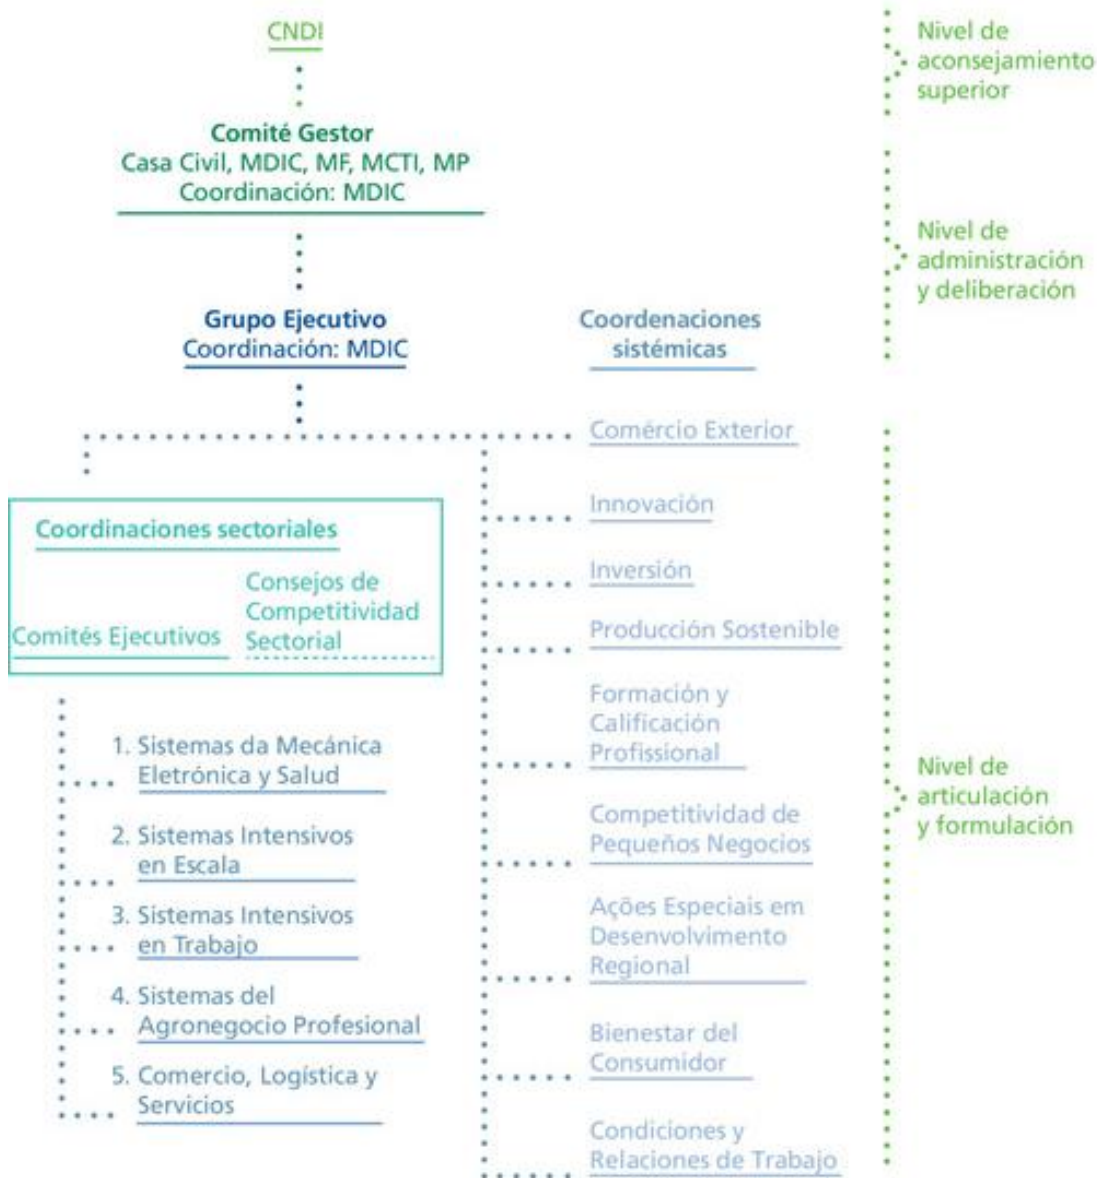 CNDI
Comité Gestor
Casa Civil, MDIC, MF, MCTI, MP
Coordinación: MDIC
Grupo Ejecutivo
Coordinación: MDIC
Coordinaciones sectoriales
Comités Ejecutivos
Consejos de
Competitividad
Sectorial
1. Sistemas da Mecánica
Eletrónica y Salud
2. Sistemas Intensivos
en Escala
3. Sistemas Intensivos
en Trabajo
4. Sistemas del
Agronegocio Profesional
5. Comercio, Logística y
Servicios
Coordenaciones
sistémicas
Comércio Exterior
Innovación
Inversión
Producción Sostenible
Formación y
Calificación
Profissional
Competitividad de
Pequeños Negocios
Ações Especiais em
Desenvolvimento
Regional
Bienestar del
Consumidor
Condiciones y
Relaciones de Trabajo
Nivel de
aconsejamiento
superior
Nivel de
administración
y deliberación
Nivel de
articulación
y formulación